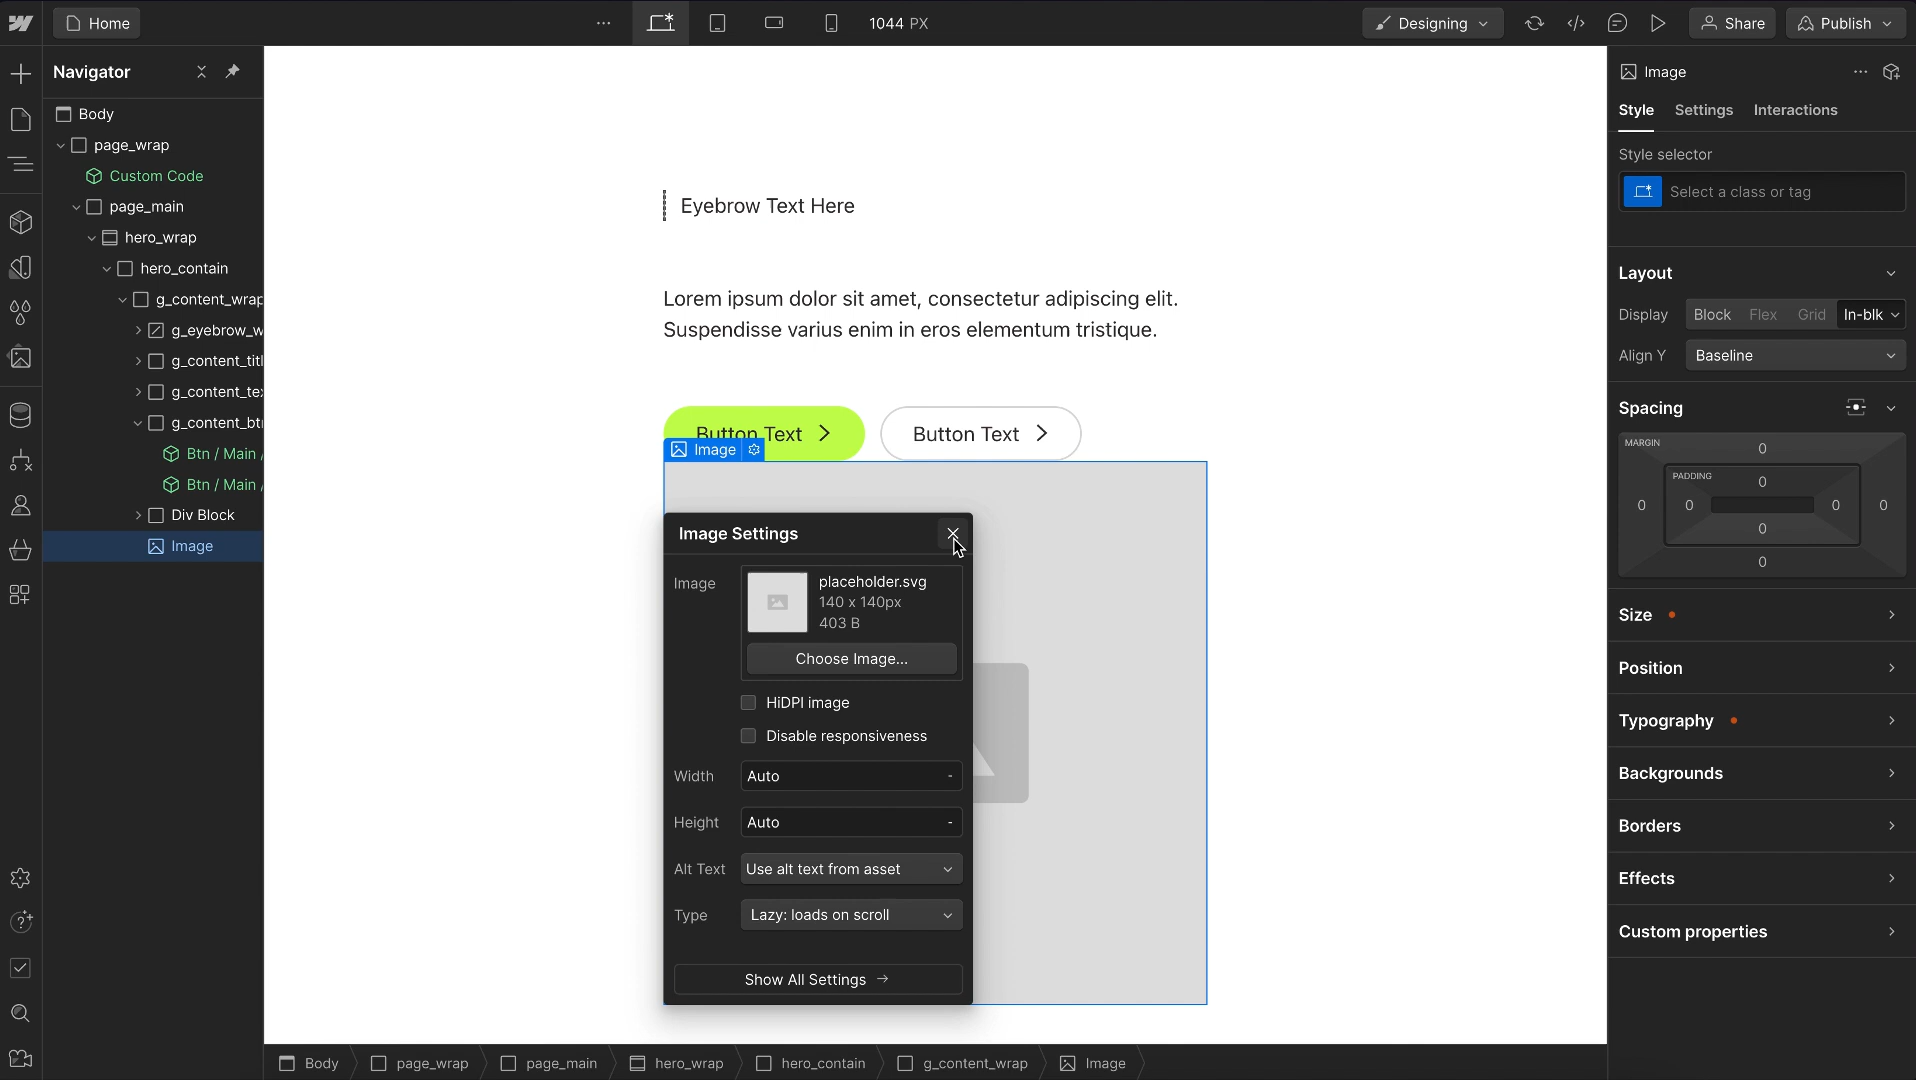 Home
1044 PX
Designing
Share
Publish
Navigator
Body
page_wrap
Custom Code
page_main
hero_wrap
hero_contain
g_content_wrap
g_eyebrow_w
g_content_titl
g_content_te
g_content_bt
Btn / Main /
Btn / Main /
Div Block
Image
Eyebrow Text Here
Lorem ipsum dolor sit amet, consectetur adipiscing elit.
Suspendisse varius enim in eros elementum tristique.
Button Text
Button Text
Image
Image Settings
Image
placeholder.svg
140 x 140px
403 B
Choose Image...
HiDPI image
Disable responsiveness
Width
Auto
-
Height
Auto
-
Alt Text
Use alt text from asset
Type
Lazy: loads on scroll
Show All Settings →
Image
Style
Settings
Interactions
Style selector
Select a class or tag
Layout
Display
Block
Flex
Grid
In-blk
Align Y
Baseline
Spacing
MARGIN
0
PADDING
0
0
0
0
0
0
0
Size
Position
Typography
Backgrounds
Borders
Effects
Custom properties
Body
page_wrap
page_main
hero_wrap
hero_contain
g_content_wrap
Image